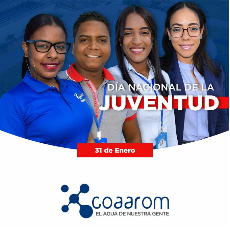 DÍA NACIONAL DE LA
JUVENTUD
31 de Enero
coaarom
EL AGUA DE NUESTRA GENTE